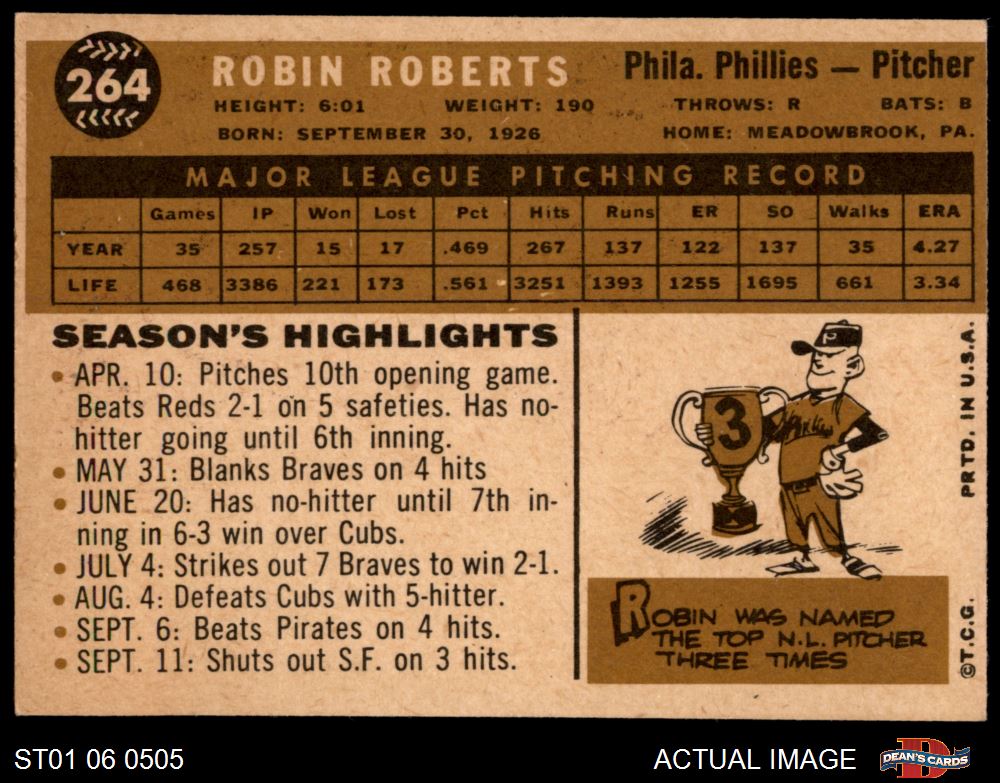 264
ROBIN ROBERTS
Phila. Phillies — Pitcher
HEIGHT: 6:01 WEIGHT: 190 THROWS: R BATS: B
BORN: SEPTEMBER 30, 1926 HOME: MEADOWBROOK, PA.
MAJOR LEAGUE PITCHING RECORD
Games IP Won Lost Pct Hits Runs ER SO Walks ERA
YEAR 35 257 15 17 .469 267 137 122 137 35 4.27
LIFE 468 3386 221 173 .561 3251 1393 1255 1695 661 3.34
SEASON'S HIGHLIGHTS
• APR. 10: Pitches 10th opening game.
Beats Reds 2-1 on 5 safeties. Has no-
hitter going until 6th inning.
• MAY 31: Blanks Braves on 4 hits
• JUNE 20: Has no-hitter until 7th in-
ning in 6-3 win over Cubs.
• JULY 4: Strikes out 7 Braves to win 2-1.
• AUG. 4: Defeats Cubs with 5-hitter.
• SEPT. 6: Beats Pirates on 4 hits.
• SEPT. 11: Shuts out S.F. on 3 hits.
P
3
Phillies
ROBIN WAS NAMED
THE TOP N.L. PITCHER
THREE TIMES
©T.C.G. PRTD. IN U.S.A.
ST01 06 0505
ACTUAL IMAGE
DEAN'S CARDS